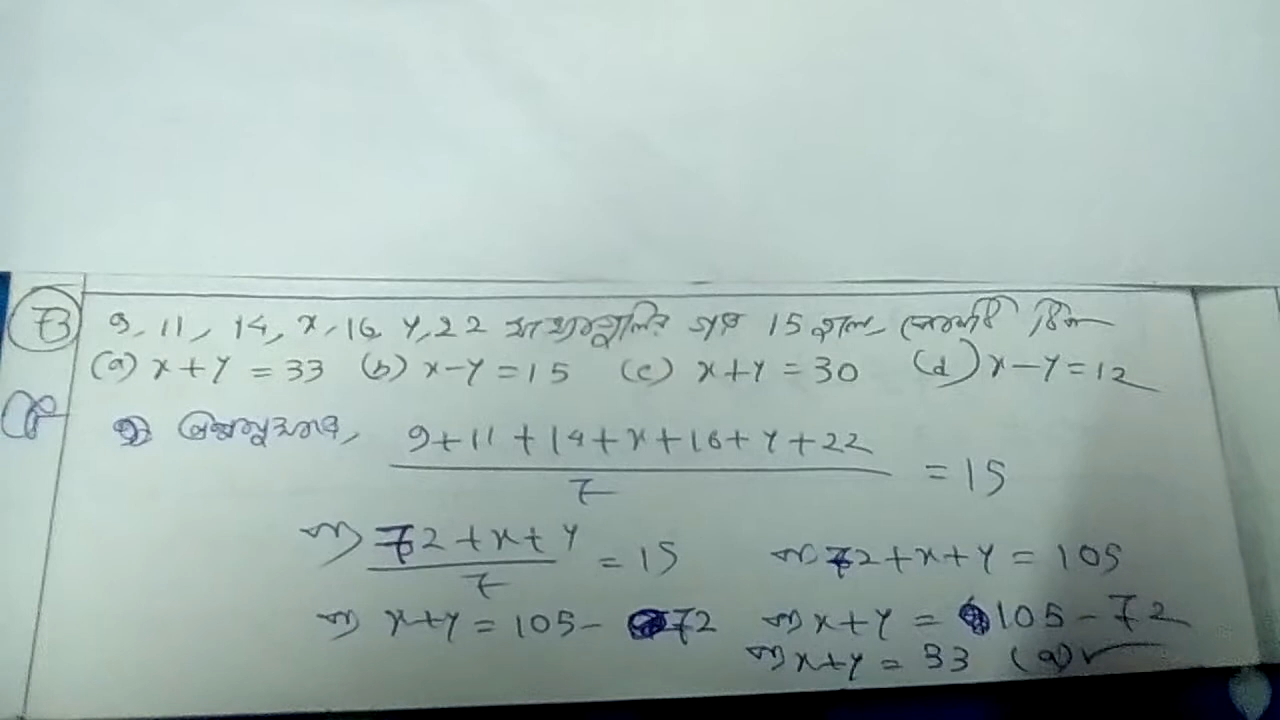 73 9, 11, 14, x, 16, y, 22 সংখ্যাগুলির গড় 15 হলে, কোনটি ঠিক
(a) x+y = 33 (b) x-y = 15 (c) x+y = 30 (d) x-y = 12
প্রশ্নানুসারে, 9+11+14+x+16+y+22 / 7 = 15
বা 72+x+y / 7 = 15 বা 72+x+y = 105
বা x+y = 105- 72 বা x+y = 105-72
বা x+y = 33 (a) ✓